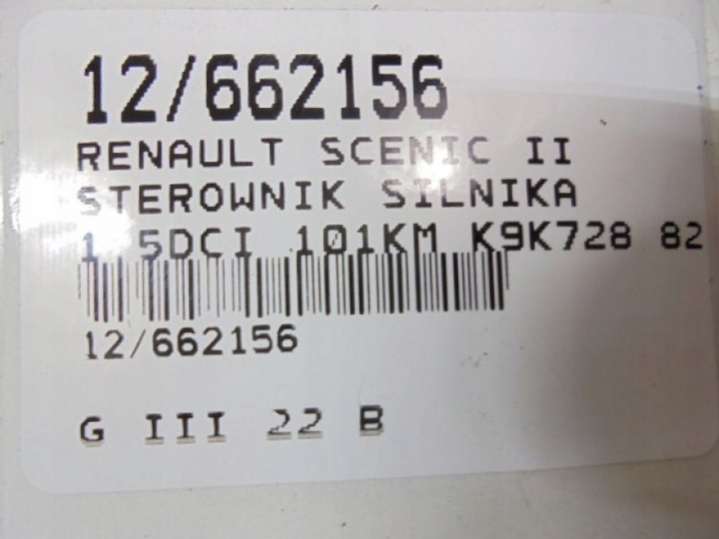 12/662156
RENAULT SCENIC II
STEROWNIK SILNIKA
1.5DCI 101KM K9K728 82
12/662156
G III 22 B